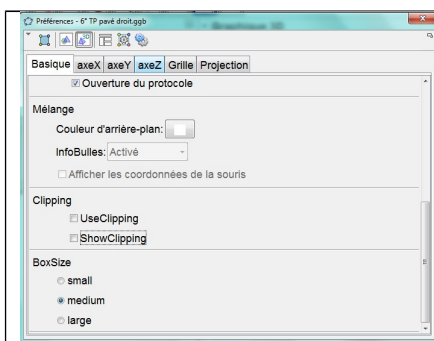 Préférences - 6° TP pavé droit.ggb
Basique axeX axeY axeZ Grille Projection
Ouverture du protocole
Mélange
Couleur d'arrière-plan:
InfoBulles: Activé
Afficher les coordonnées de la souris
Clipping
UseClipping
ShowClipping
BoxSize
small
medium
large